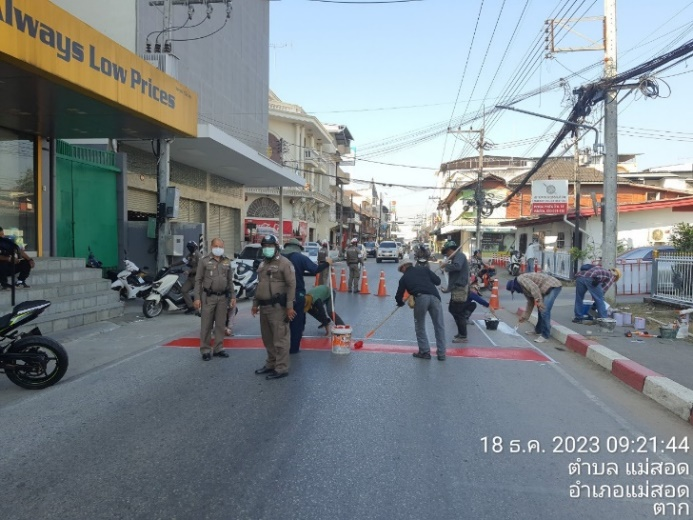 Always Low Prices
18 ธ.ค. 2023 09:21:44
ตำบล แม่สอด
อำเภอแม่สอด
ตาก